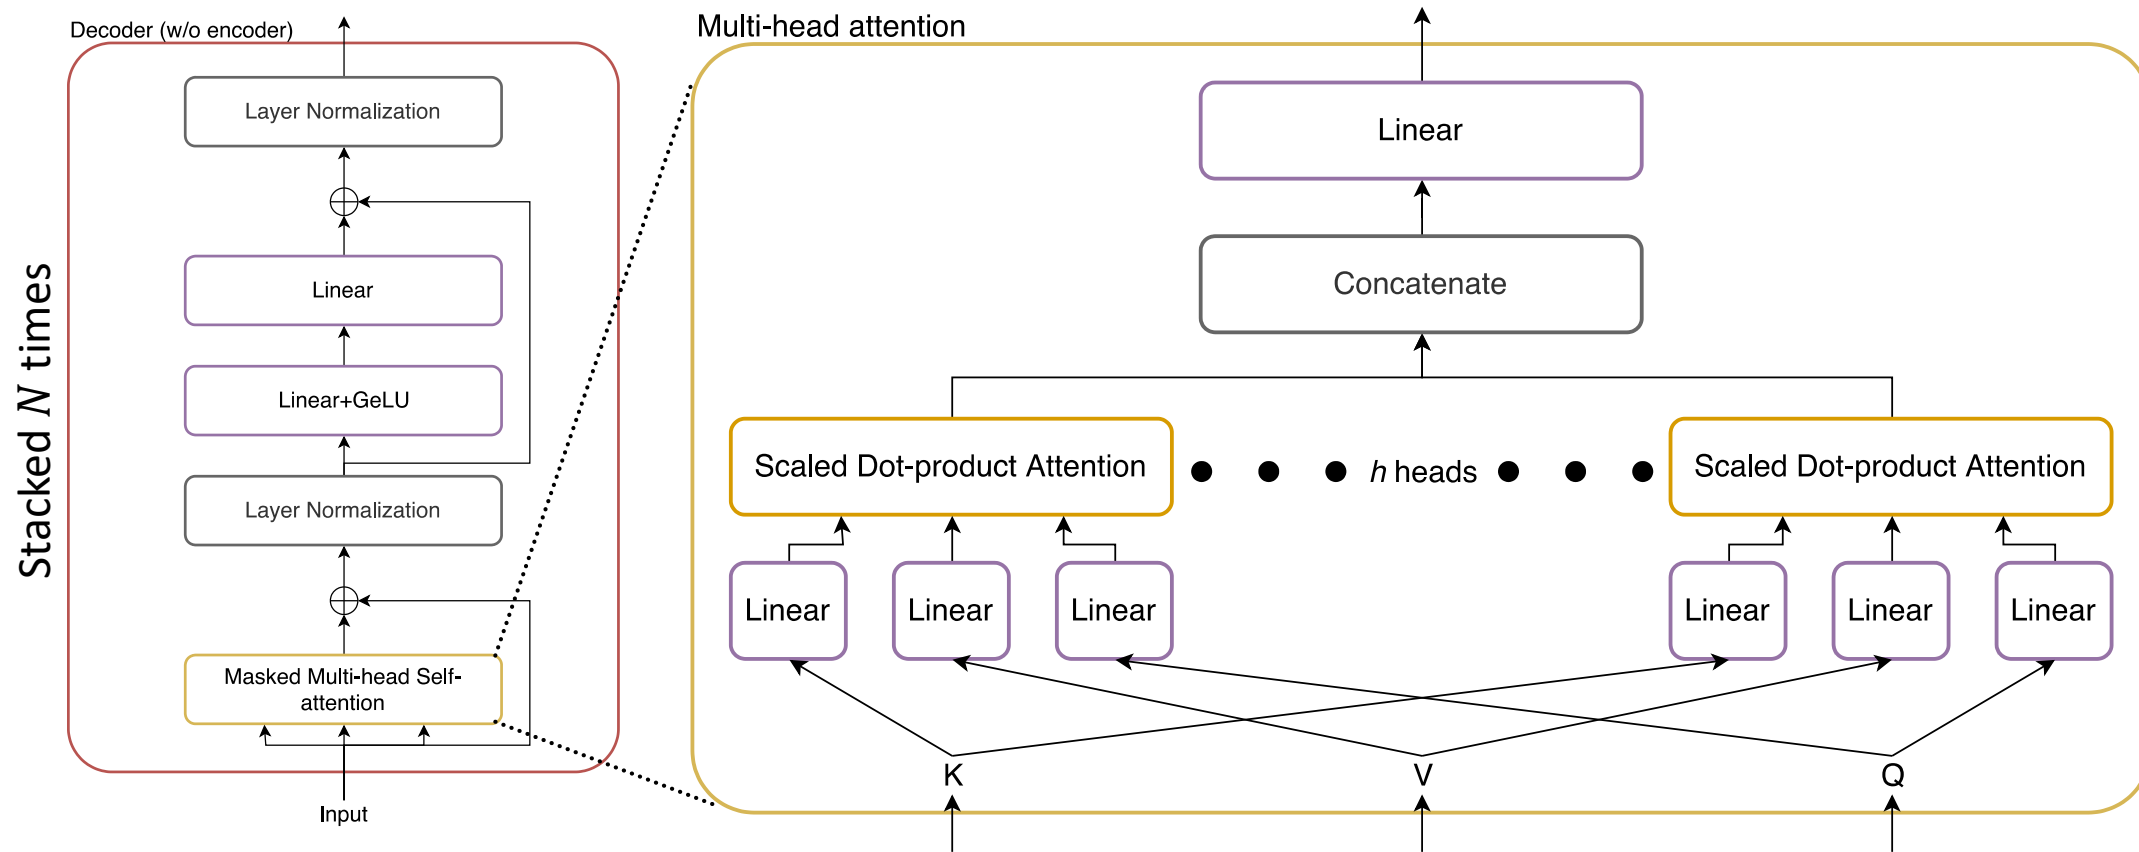 Decoder (w/o encoder)
Layer Normalization
Linear
Linear+GeLU
Layer Normalization
Masked Multi-head Self-
attention
Input
Stacked N times
Multi-head attention
Linear
Concatenate
Scaled Dot-product Attention
h heads
Scaled Dot-product Attention
Linear
Linear
Linear
Linear
Linear
Linear
K
V
Q